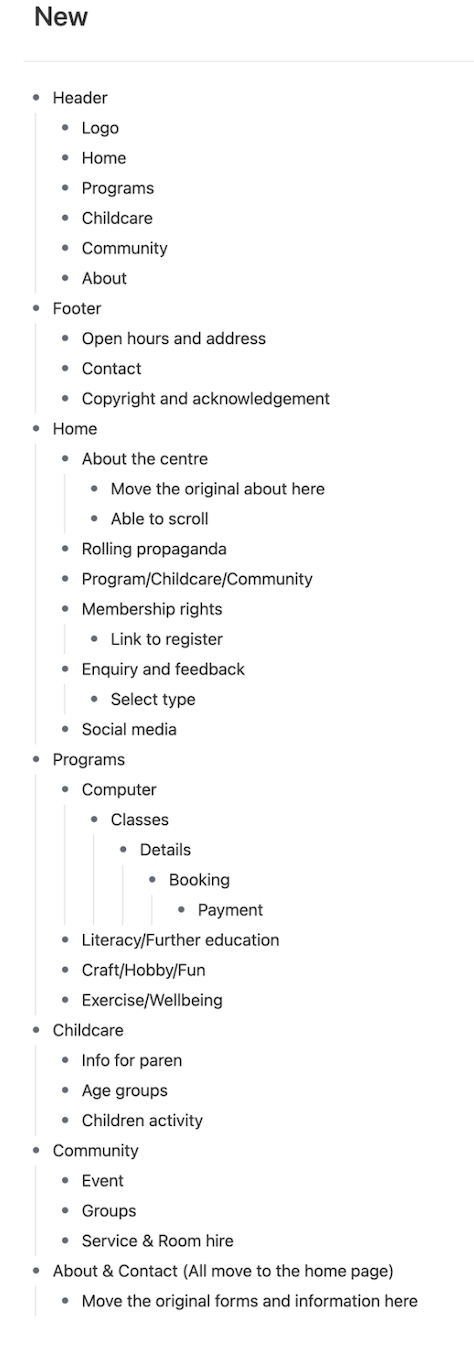 New
Header
Logo
Home
Programs
Childcare
Community
About
Footer
Open hours and address
Contact
Copyright and acknowledgement
Home
About the centre
Move the original about here
Able to scroll
Rolling propaganda
Program/Childcare/Community
Membership rights
Link to register
Enquiry and feedback
Select type
Social media
Programs
Computer
Classes
Details
Booking
Payment
Literacy/Further education
Craft/Hobby/Fun
Exercise/Wellbeing
Childcare
Info for paren
Age groups
Children activity
Community
Event
Groups
Service & Room hire
About & Contact (All move to the home page)
Move the original forms and information here